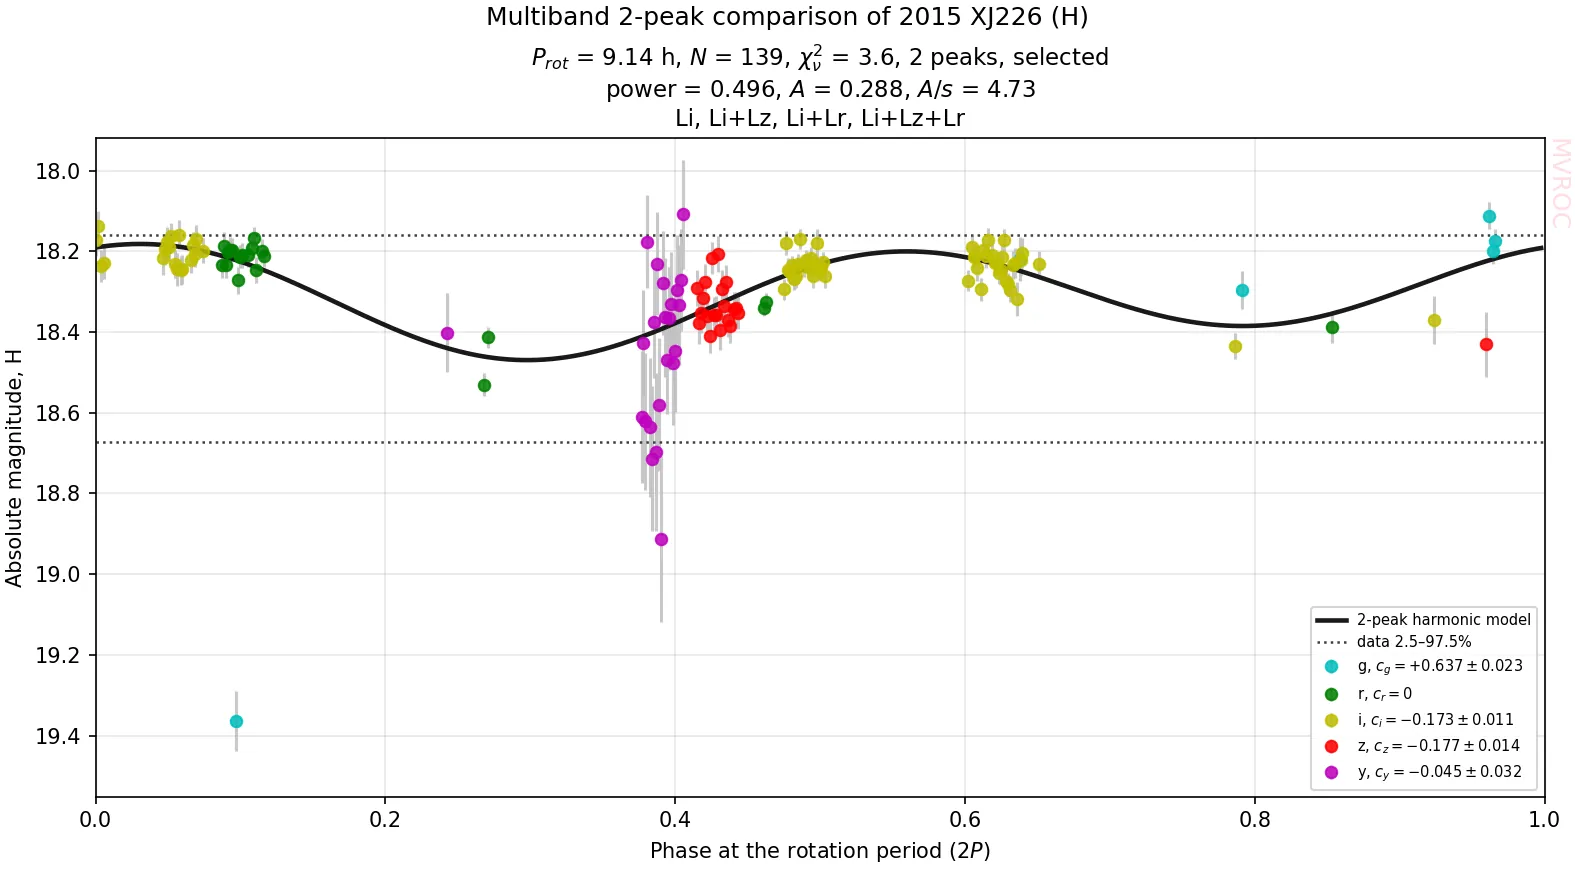 Multiband 2-peak comparison of 2015 XJ226 (H)
P_rot = 9.14 h, N = 139, χ²_ν = 3.6, 2 peaks, selected
power = 0.496, A = 0.288, A/s = 4.73
Li, Li+Lz, Li+Lr, Li+Lz+Lr
MVROC
Absolute magnitude, H
18.0
18.2
18.4
18.6
18.8
19.0
19.2
19.4
2-peak harmonic model
data 2.5–97.5%
g, c_g = +0.637 ± 0.023
r, c_r = 0
i, c_i = −0.173 ± 0.011
z, c_z = −0.177 ± 0.014
y, c_y = −0.045 ± 0.032
0.0 0.2 0.4 0.6 0.8 1.0
Phase at the rotation period (2P)